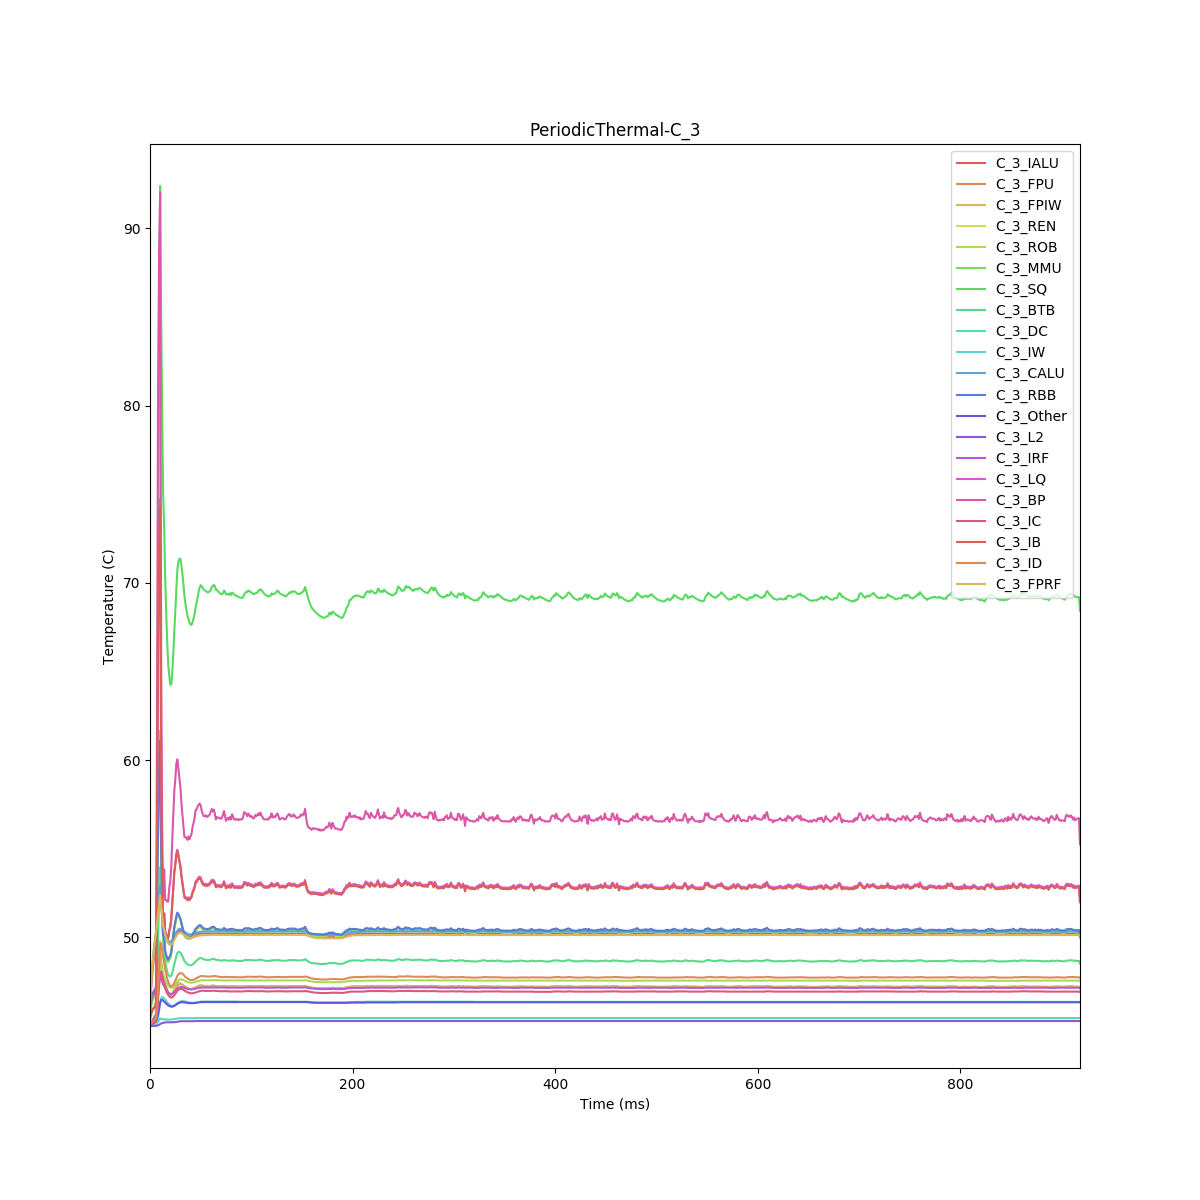 PeriodicThermal-C_3
C_3_IALU
C_3_FPU
C_3_FPIW
C_3_REN
C_3_ROB
C_3_MMU
C_3_SQ
C_3_BTB
C_3_DC
C_3_IW
C_3_CALU
C_3_RBB
C_3_Other
C_3_L2
C_3_IRF
C_3_LQ
C_3_BP
C_3_IC
C_3_IB
C_3_ID
C_3_FPRF
90
80
70
60
50
Temperature (C)
0 200 400 600 800
Time (ms)